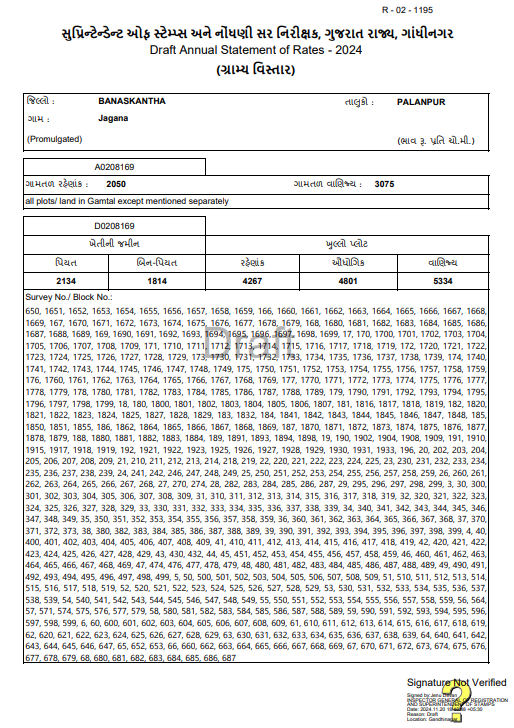 R - 02 - 1195
સુપ્રિન્ટેન્ડેન્ટ ઓફ સ્ટેમ્પ્સ અને નોંધણી સર નિરીક્ષક, ગુજરાત રાજ્ય, ગાંધીનગર
Draft Annual Statement of Rates - 2024
(ગ્રામ્ય વિસ્તાર)
જિલ્લો : BANASKANTHA તાલુકો : PALANPUR
ગામ : Jagana
(Promulgated) (ભાવ રૂ. પ્રતિ ચો.મી.)
A0208169
ગામતળ રહેણાંક : 2050 ગામતળ વાણિજ્ય : 3075
all plots/ land in Gamtal except mentioned separately
D0208169
ખેતીની જમીન ખુલ્લો પ્લોટ
પિયત બિન-પિયત રહેણાંક ઔધોગિક વાણિજ્ય
2134 1814 4267 4801 5334
Survey No./ Block No.:
650, 1651, 1652, 1653, 1654, 1655, 1656, 1657, 1658, 1659, 166, 1660, 1661, 1662, 1663, 1664, 1665, 1666, 1667, 1668,
1669, 167, 1670, 1671, 1672, 1673, 1674, 1675, 1676, 1677, 1678, 1679, 168, 1680, 1681, 1682, 1683, 1684, 1685, 1686,
1687, 1688, 1689, 169, 1690, 1691, 1692, 1693, 1694, 1695, 1696, 1697, 1698, 1699, 17, 170, 1700, 1701, 1702, 1703, 1704,
1705, 1706, 1707, 1708, 1709, 171, 1710, 1711, 1712, 1713, 1714, 1715, 1716, 1717, 1718, 1719, 172, 1720, 1721, 1722,
1723, 1724, 1725, 1726, 1727, 1728, 1729, 173, 1730, 1731, 1732, 1733, 1734, 1735, 1736, 1737, 1738, 1739, 174, 1740,
1741, 1742, 1743, 1744, 1745, 1746, 1747, 1748, 1749, 175, 1750, 1751, 1752, 1753, 1754, 1755, 1756, 1757, 1758, 1759,
176, 1760, 1761, 1762, 1763, 1764, 1765, 1766, 1767, 1768, 1769, 177, 1770, 1771, 1772, 1773, 1774, 1775, 1776, 1777,
1778, 1779, 178, 1780, 1781, 1782, 1783, 1784, 1785, 1786, 1787, 1788, 1789, 179, 1790, 1791, 1792, 1793, 1794, 1795,
1796, 1797, 1798, 1799, 18, 180, 1800, 1801, 1802, 1803, 1804, 1805, 1806, 1807, 181, 1816, 1817, 1818, 1819, 182, 1820,
1821, 1822, 1823, 1824, 1825, 1827, 1828, 1829, 183, 1832, 184, 1841, 1842, 1843, 1844, 1845, 1846, 1847, 1848, 185,
1850, 1851, 1855, 186, 1862, 1864, 1865, 1866, 1867, 1868, 1869, 187, 1870, 1871, 1872, 1873, 1874, 1875, 1876, 1877,
1878, 1879, 188, 1880, 1881, 1882, 1883, 1884, 189, 1891, 1893, 1894, 1898, 19, 190, 1902, 1904, 1908, 1909, 191, 1910,
1915, 1917, 1918, 1919, 192, 1921, 1922, 1923, 1925, 1926, 1927, 1928, 1929, 1930, 1931, 1933, 196, 20, 202, 203, 204,
205, 206, 207, 208, 209, 21, 210, 211, 212, 213, 214, 218, 219, 22, 220, 221, 222, 223, 224, 225, 23, 230, 231, 232, 233, 234,
235, 236, 237, 238, 239, 24, 241, 242, 246, 247, 248, 249, 25, 250, 251, 252, 253, 254, 255, 256, 257, 258, 259, 26, 260, 261,
262, 263, 264, 265, 266, 267, 268, 27, 270, 274, 28, 282, 283, 284, 285, 286, 287, 29, 295, 296, 297, 298, 299, 3, 30, 300,
301, 302, 303, 304, 305, 306, 307, 308, 309, 31, 310, 311, 312, 313, 314, 315, 316, 317, 318, 319, 32, 320, 321, 322, 323,
324, 325, 326, 327, 328, 329, 33, 330, 331, 332, 333, 334, 335, 336, 337, 338, 339, 34, 340, 341, 342, 343, 344, 345, 346,
347, 348, 349, 35, 350, 351, 352, 353, 354, 355, 356, 357, 358, 359, 36, 360, 361, 362, 363, 364, 365, 366, 367, 368, 37, 370,
371, 372, 373, 38, 380, 382, 383, 384, 385, 386, 387, 388, 389, 39, 390, 391, 392, 393, 394, 395, 396, 397, 398, 399, 4, 40,
400, 401, 402, 403, 404, 405, 406, 407, 408, 409, 41, 410, 411, 412, 413, 414, 415, 416, 417, 418, 419, 42, 420, 421, 422,
423, 424, 425, 426, 427, 428, 429, 43, 430, 432, 44, 45, 451, 452, 453, 454, 455, 456, 457, 458, 459, 46, 460, 461, 462, 463,
464, 465, 466, 467, 468, 469, 47, 474, 476, 477, 478, 479, 48, 480, 481, 482, 483, 484, 485, 486, 487, 488, 489, 49, 490, 491,
492, 493, 494, 495, 496, 497, 498, 499, 5, 50, 500, 501, 502, 503, 504, 505, 506, 507, 508, 509, 51, 510, 511, 512, 513, 514,
515, 516, 517, 518, 519, 52, 520, 521, 522, 523, 524, 525, 526, 527, 528, 529, 53, 530, 531, 532, 533, 534, 535, 536, 537,
538, 539, 54, 540, 541, 542, 543, 544, 545, 546, 547, 548, 549, 55, 550, 551, 552, 553, 554, 555, 556, 557, 558, 559, 56, 564,
57, 571, 574, 575, 576, 577, 579, 58, 580, 581, 582, 583, 584, 585, 586, 587, 588, 589, 59, 590, 591, 592, 593, 594, 595, 596,
597, 598, 599, 6, 60, 600, 601, 602, 603, 604, 605, 606, 607, 608, 609, 61, 610, 611, 612, 613, 614, 615, 616, 617, 618, 619,
62, 620, 621, 622, 623, 624, 625, 626, 627, 628, 629, 63, 630, 631, 632, 633, 634, 635, 636, 637, 638, 639, 64, 640, 641, 642,
643, 644, 645, 646, 647, 65, 652, 653, 66, 660, 662, 663, 664, 665, 666, 667, 668, 669, 67, 670, 671, 672, 673, 674, 675, 676,
677, 678, 679, 68, 680, 681, 682, 683, 684, 685, 686, 687
Draft
Signature Not Verified
INSPECTOR GENERAL OF REGISTRATION
AND SUPERINTENDENT OF STAMPS
Date: 2024.11.20 +05:30
Reason: Draft
Location: Gandhinagar